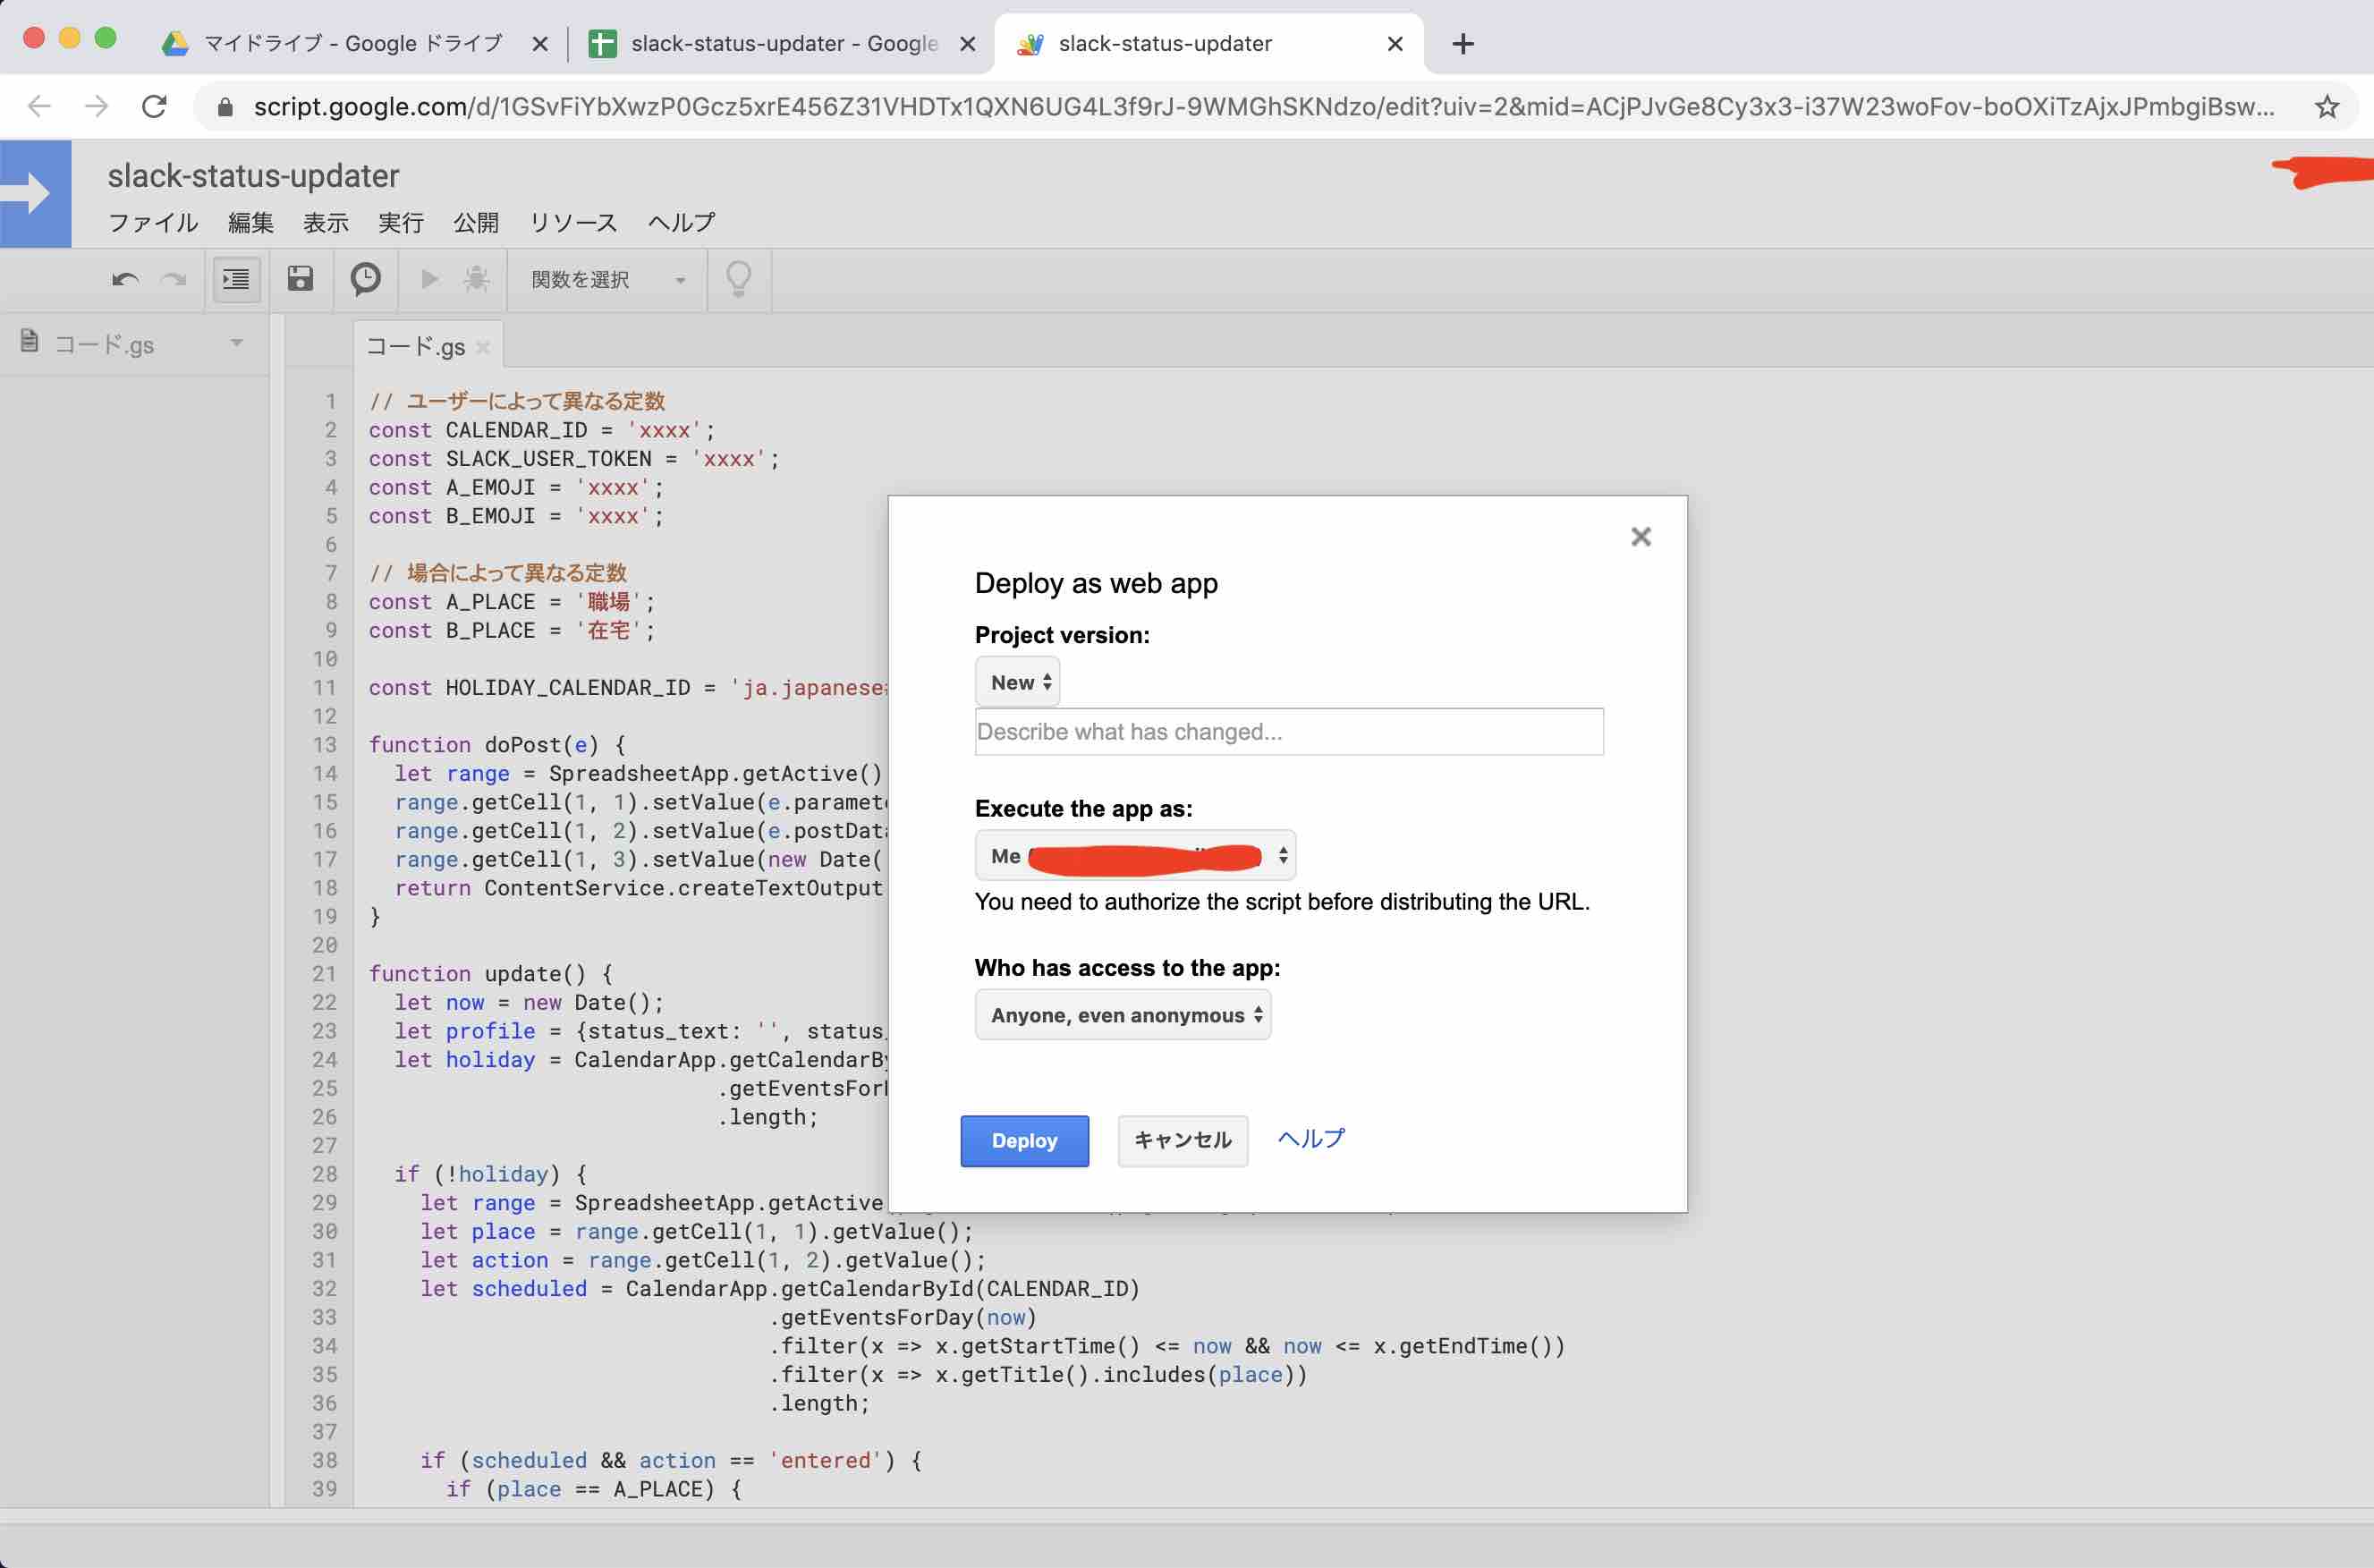 マイドライブ - Google ドライブ
slack-status-updater - Google
slack-status-updater
script.google.com/d/1GSvFiYbXwzP0Gcz5xrE456Z31VHDTx1QXN6UG4L3f9rJ-9WMGhSKNdzo/edit?uiv=2&mid=ACjPJvGe8Cy3x3-i37W23woFov-boOXiTzAjxJPmbgiBsw...
slack-status-updater
ファイル 編集 表示 実行 公開 リソース ヘルプ
関数を選択
コード.gs
コード.gs
1 // ユーザーによって異なる定数
2 const CALENDAR_ID = 'xxxx';
3 const SLACK_USER_TOKEN = 'xxxx';
4 const A_EMOJI = 'xxxx';
5 const B_EMOJI = 'xxxx';
6
7 // 場合によって異なる定数
8 const A_PLACE = '職場';
9 const B_PLACE = '在宅';
10
11 const HOLIDAY_CALENDAR_ID = 'ja.japanese
12
13 function doPost(e) {
14 let range = SpreadsheetApp.getActive()
15 range.getCell(1, 1).setValue(e.paramete
16 range.getCell(1, 2).setValue(e.postData
17 range.getCell(1, 3).setValue(new Date(
18 return ContentService.createTextOutput
19 }
20
21 function update() {
22 let now = new Date();
23 let profile = {status_text: '', status_
24 let holiday = CalendarApp.getCalendarBy
25 .getEventsFor
26 .length;
27
28 if (!holiday) {
29 let range = SpreadsheetApp.getActive
30 let place = range.getCell(1, 1).getValue();
31 let action = range.getCell(1, 2).getValue();
32 let scheduled = CalendarApp.getCalendarById(CALENDAR_ID)
33 .getEventsForDay(now)
34 .filter(x => x.getStartTime() <= now && now <= x.getEndTime())
35 .filter(x => x.getTitle().includes(place))
36 .length;
37
38 if (scheduled && action == 'entered') {
39 if (place == A_PLACE) {
Deploy as web app
Project version:
New
Describe what has changed...
Execute the app as:
Me
You need to authorize the script before distributing the URL.
Who has access to the app:
Anyone, even anonymous
Deploy キャンセル ヘルプ